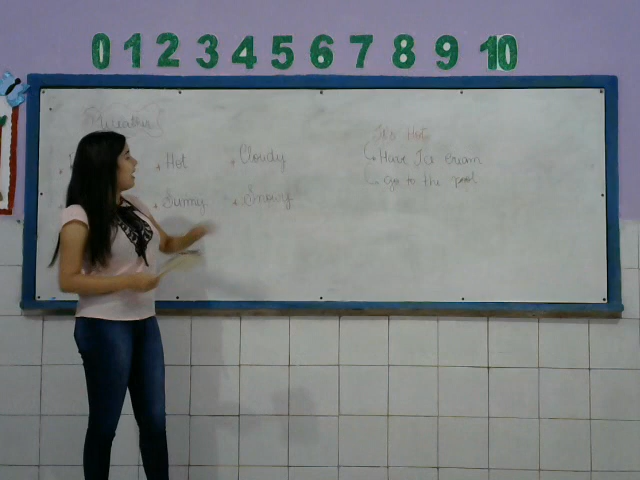 0 1 2 3 4 5 6 7 8 9 10
Weather
Hot
Cloudy
Sunny
Snowy
It's Hot
Have Ice cream
Go to the pool